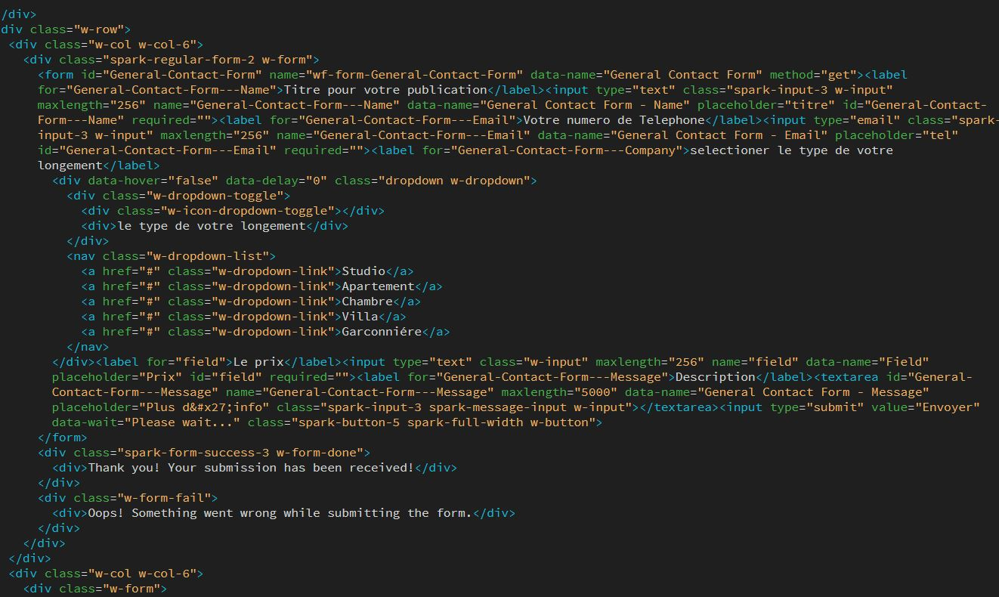 /div>
div class="w-row">
<div class="w-col w-col-6">
<div class="spark-regular-form-2 w-form">
<form id="General-Contact-Form" name="wf-form-General-Contact-Form" data-name="General Contact Form" method="get"><label
for="General-Contact-Form---Name">Titre pour votre publication</label><input type="text" class="spark-input-3 w-input"
maxlength="256" name="General-Contact-Form---Name" data-name="General Contact Form - Name" placeholder="titre" id="General-Contact-
Form---Name" required=""><label for="General-Contact-Form---Email">Votre numero de Telephone</label><input type="email" class="spark-
input-3 w-input" maxlength="256" name="General-Contact-Form---Email" data-name="General Contact Form - Email" placeholder="tel"
id="General-Contact-Form---Email" required=""><label for="General-Contact-Form---Company">selectioner le type de votre
longement</label>
<div data-hover="false" data-delay="0" class="dropdown w-dropdown">
<div class="w-dropdown-toggle">
<div class="w-icon-dropdown-toggle"></div>
<div>le type de votre longement</div>
</div>
<nav class="w-dropdown-list">
<a href="#" class="w-dropdown-link">Studio</a>
<a href="#" class="w-dropdown-link">Apartement</a>
<a href="#" class="w-dropdown-link">Chambre</a>
<a href="#" class="w-dropdown-link">Villa</a>
<a href="#" class="w-dropdown-link">Garconniére</a>
</nav>
</div><label for="field">Le prix</label><input type="text" class="w-input" maxlength="256" name="field" data-name="Field"
placeholder="Prix" id="field" required=""><label for="General-Contact-Form---Message">Description</label><textarea id="General-
Contact-Form---Message" name="General-Contact-Form---Message" maxlength="5000" data-name="General Contact Form - Message"
placeholder="Plus d&#x27;info" class="spark-input-3 spark-message-input w-input"></textarea><input type="submit" value="Envoyer"
data-wait="Please wait..." class="spark-button-5 spark-full-width w-button">
</form>
<div class="spark-form-success-3 w-form-done">
<div>Thank you! Your submission has been received!</div>
</div>
<div class="w-form-fail">
<div>Oops! Something went wrong while submitting the form.</div>
</div>
</div>
</div>
<div class="w-col w-col-6">
<div class="w-form">